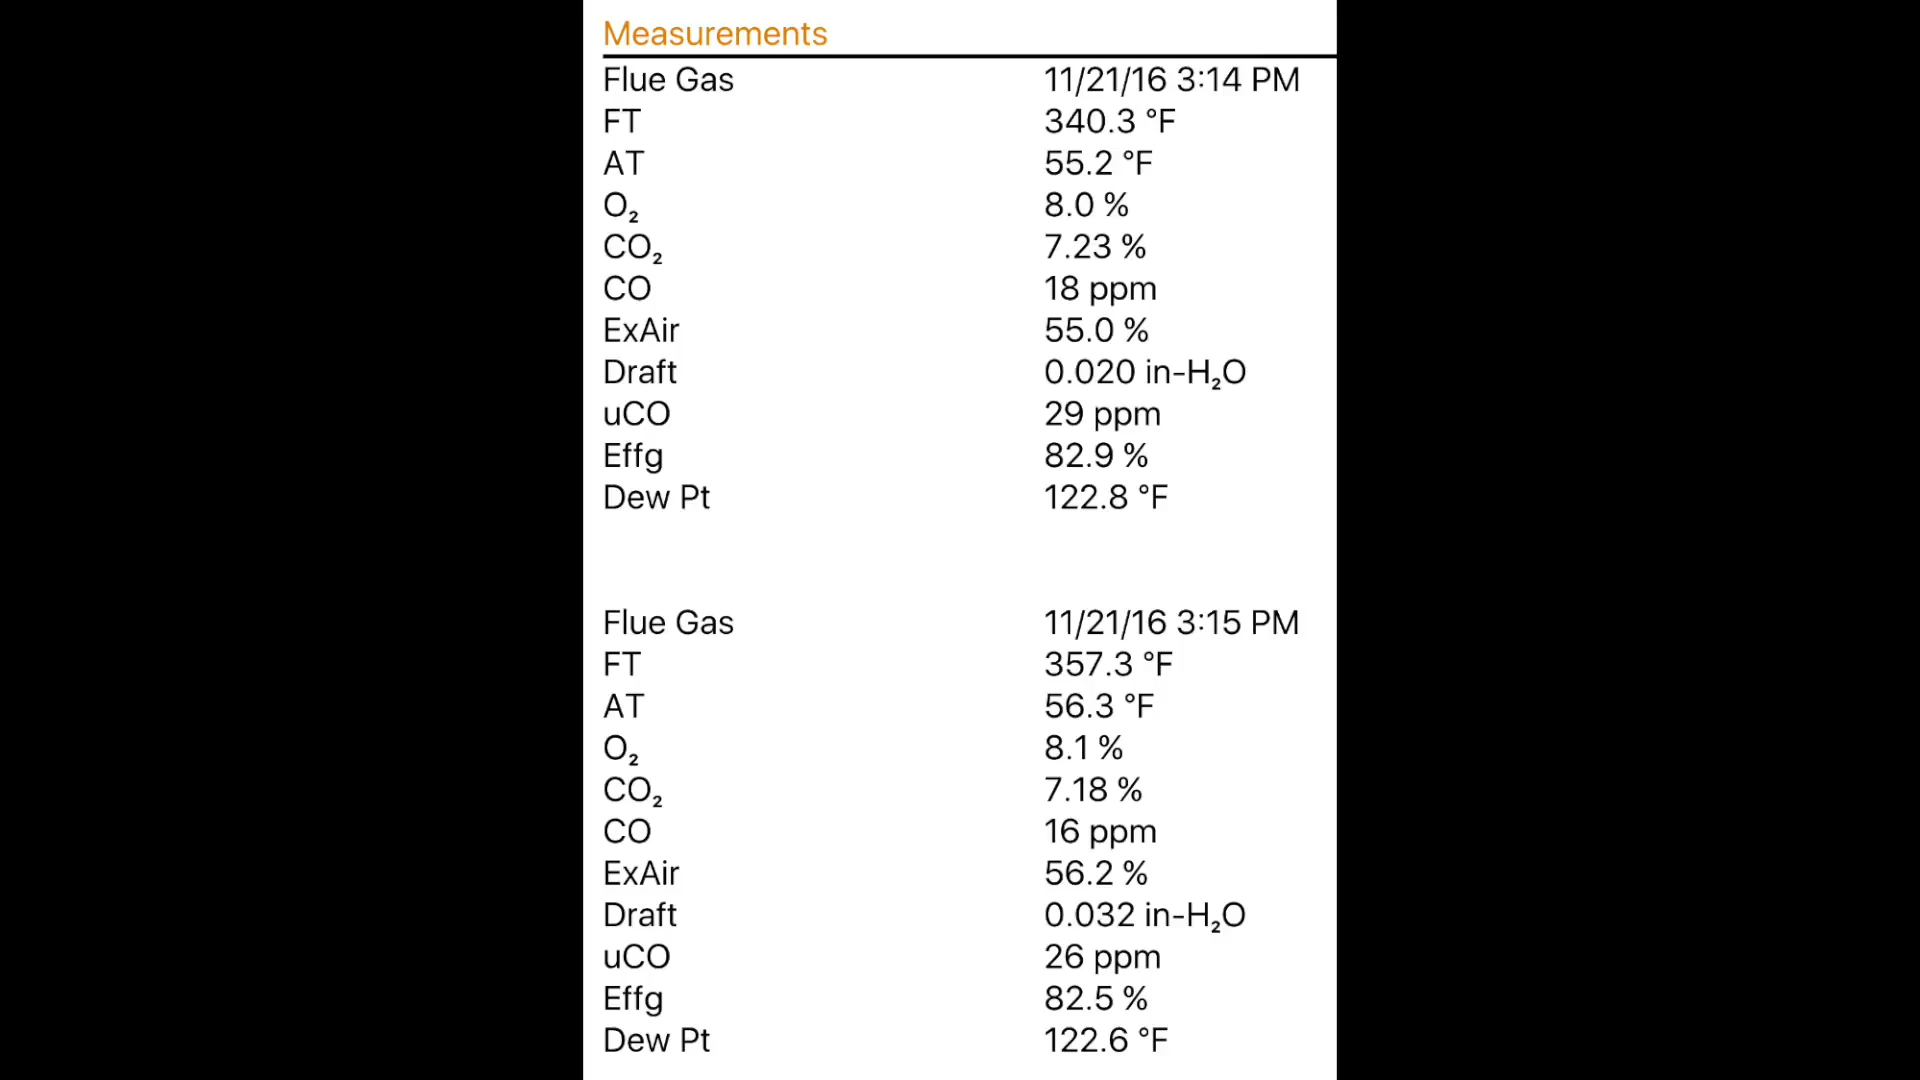 Measurements
Flue Gas 11/21/16 3:14 PM
FT 340.3 °F
AT 55.2 °F
O₂ 8.0 %
CO₂ 7.23 %
CO 18 ppm
ExAir 55.0 %
Draft 0.020 in-H₂O
uCO 29 ppm
Effg 82.9 %
Dew Pt 122.8 °F
Flue Gas 11/21/16 3:15 PM
FT 357.3 °F
AT 56.3 °F
O₂ 8.1 %
CO₂ 7.18 %
CO 16 ppm
ExAir 56.2 %
Draft 0.032 in-H₂O
uCO 26 ppm
Effg 82.5 %
Dew Pt 122.6 °F